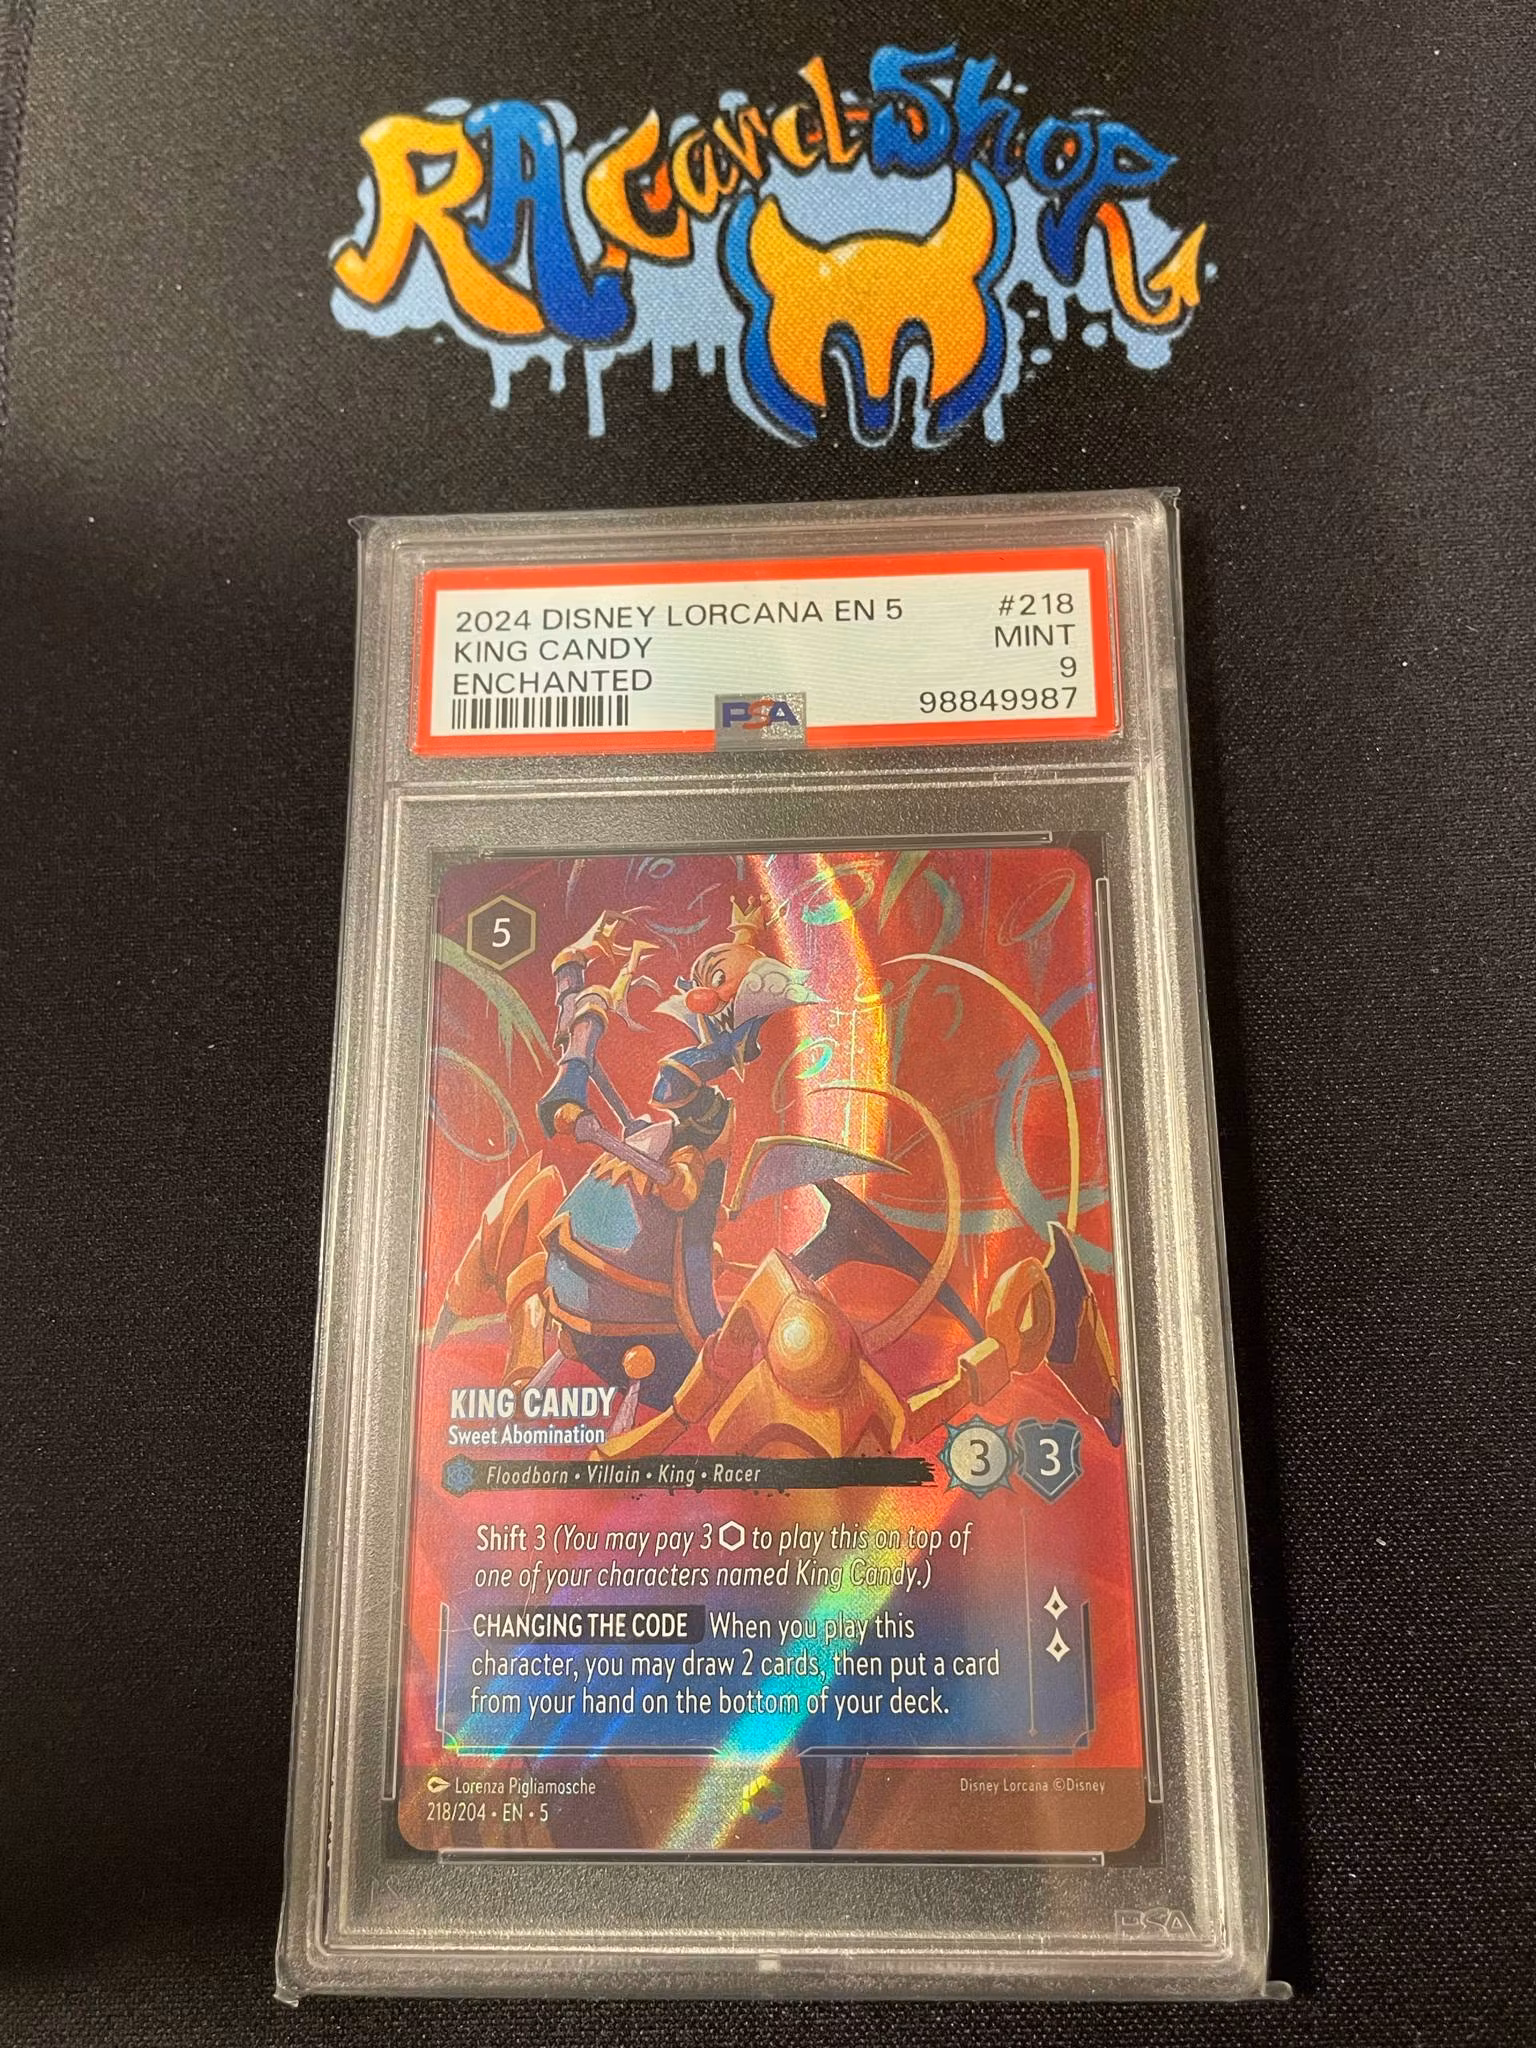 RA Card Shop
2024 DISNEY LORCANA EN 5 #218
KING CANDY MINT
ENCHANTED 9
PSA 98849987
5
KING CANDY
Sweet Abomination
Floodborn • Villain • King • Racer
3 3
Shift 3 (You may pay 3 ⬡ to play this on top of
one of your characters named King Candy.)
CHANGING THE CODE When you play this
character, you may draw 2 cards, then put a card
from your hand on the bottom of your deck.
Lorenza Pigliamosche Disney Lorcana ©Disney
218/204 • EN • 5
PSA